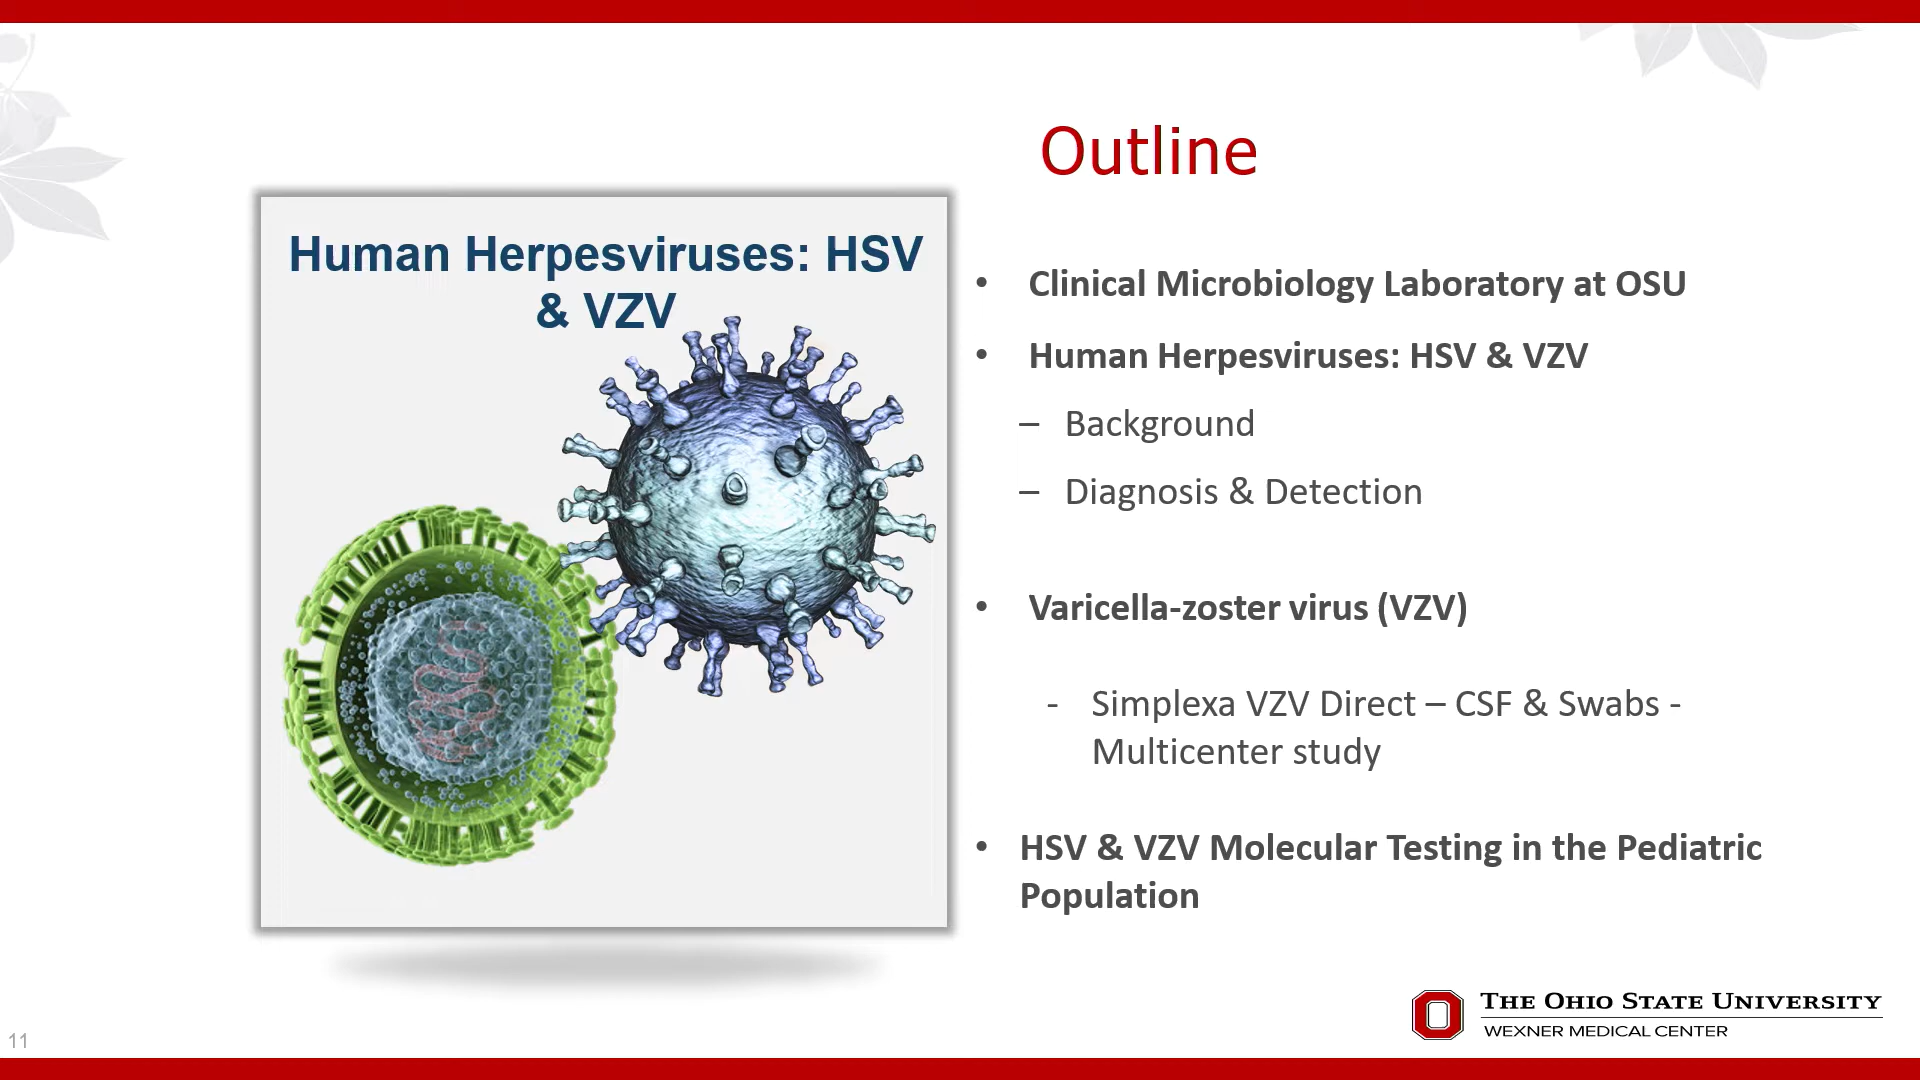 Outline
Human Herpesviruses: HSV
& VZV
• Clinical Microbiology Laboratory at OSU
• Human Herpesviruses: HSV & VZV
– Background
– Diagnosis & Detection
• Varicella-zoster virus (VZV)
- Simplexa VZV Direct – CSF & Swabs -
Multicenter study
• HSV & VZV Molecular Testing in the Pediatric
Population
THE OHIO STATE UNIVERSITY
WEXNER MEDICAL CENTER
11